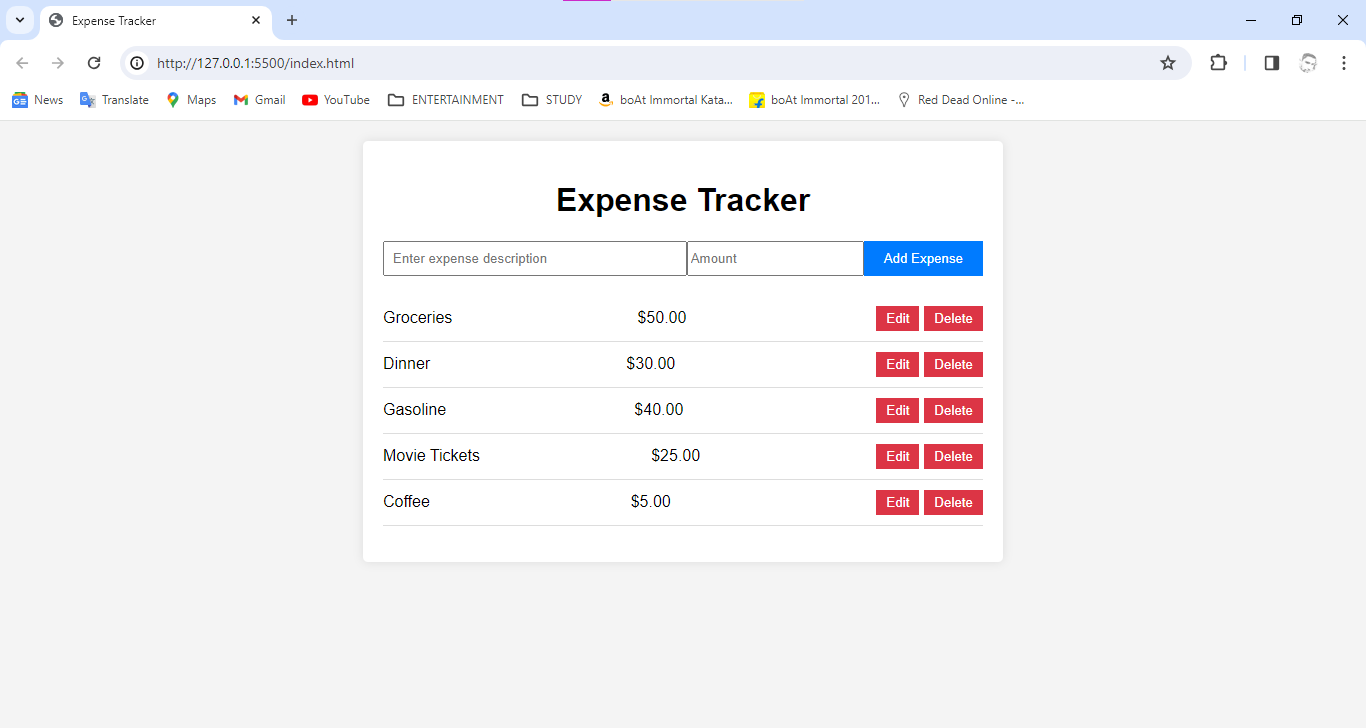 Expense Tracker
http://127.0.0.1:5500/index.html
News Translate Maps Gmail YouTube ENTERTAINMENT STUDY boAt Immortal Kata... boAt Immortal 201... Red Dead Online -...
Expense Tracker
Enter expense description Amount Add Expense
Groceries $50.00 Edit Delete
Dinner $30.00 Edit Delete
Gasoline $40.00 Edit Delete
Movie Tickets $25.00 Edit Delete
Coffee $5.00 Edit Delete